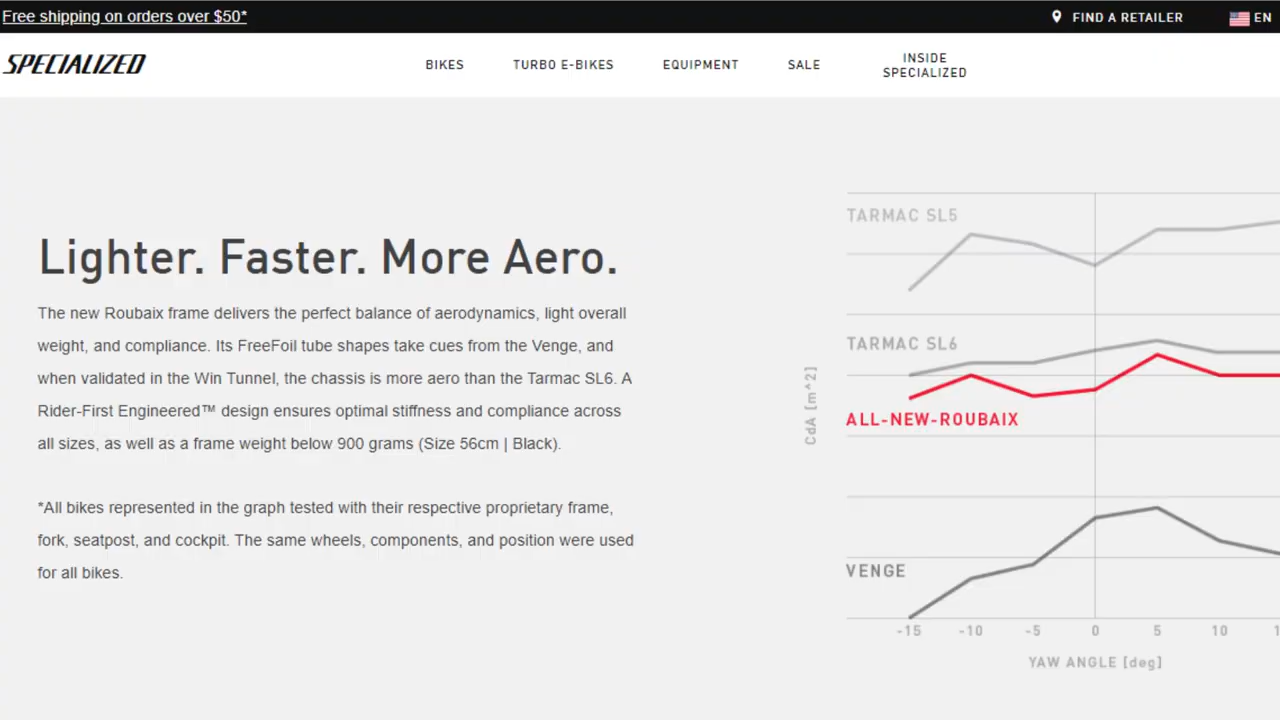 Free shipping on orders over $50*
FIND A RETAILER
EN
SPECIALIZED
BIKES
TURBO E-BIKES
EQUIPMENT
SALE
INSIDE
SPECIALIZED
Lighter. Faster. More Aero.
The new Roubaix frame delivers the perfect balance of aerodynamics, light overall
weight, and compliance. Its FreeFoil tube shapes take cues from the Venge, and
when validated in the Win Tunnel, the chassis is more aero than the Tarmac SL6. A
Rider-First Engineered™ design ensures optimal stiffness and compliance across
all sizes, as well as a frame weight below 900 grams (Size 56cm | Black).
*All bikes represented in the graph tested with their respective proprietary frame,
fork, seatpost, and cockpit. The same wheels, components, and position were used
for all bikes.
TARMAC SL5
TARMAC SL6
ALL-NEW-ROUBAIX
VENGE
CdA [m^2]
-15 -10 -5 0 5 10
YAW ANGLE [deg]